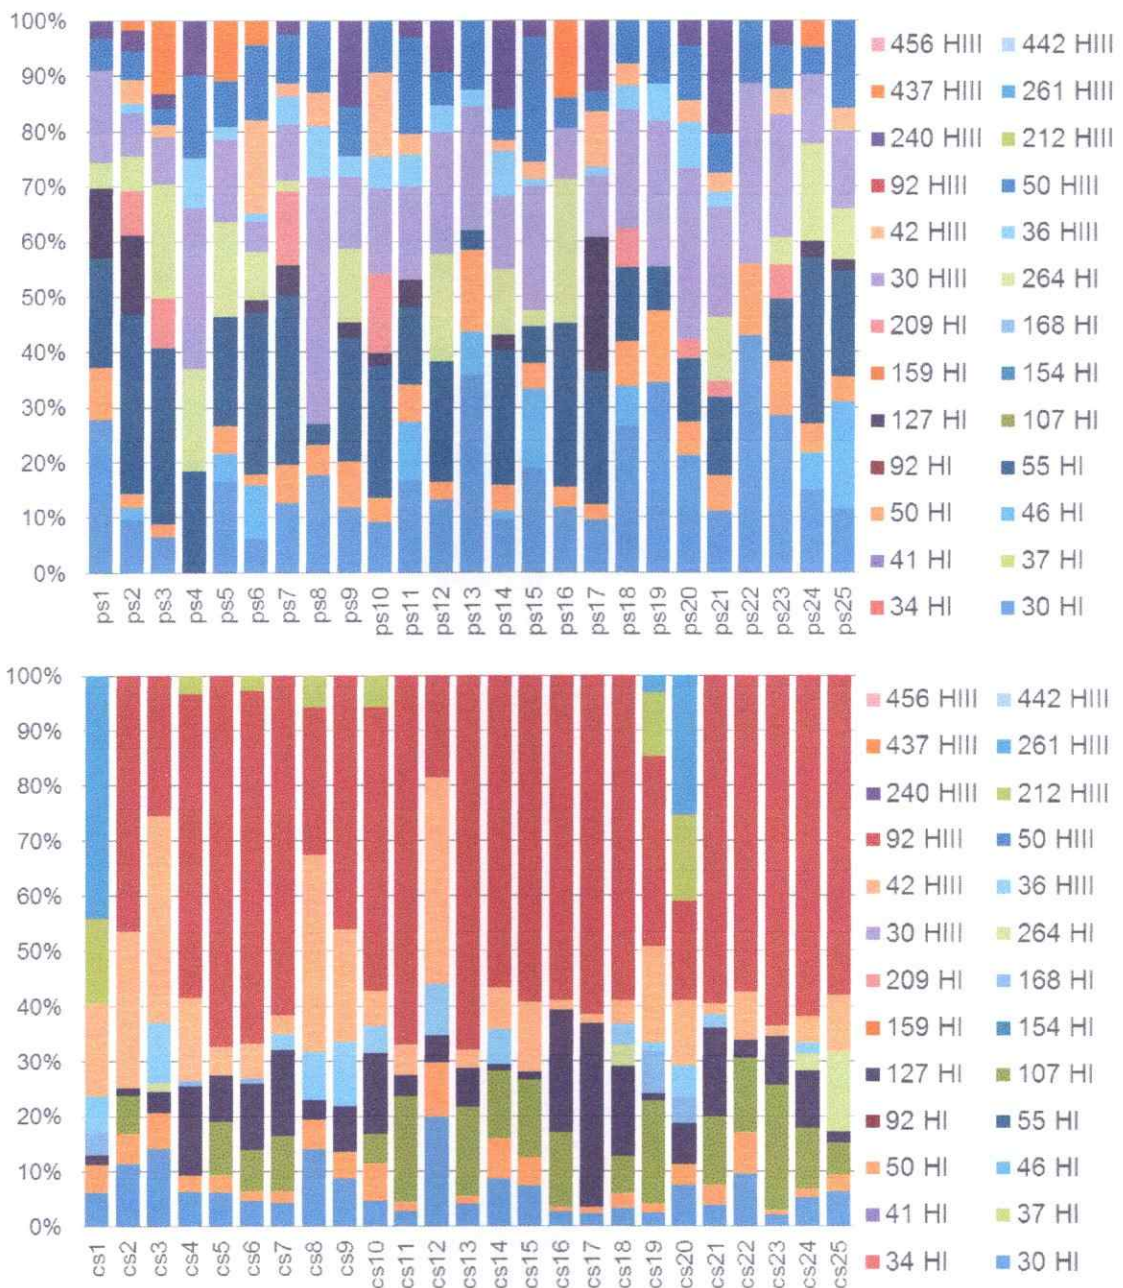 100%
90%
80%
70%
60%
50%
40%
30%
20%
10%
0%
ps1 ps2 ps3 ps4 ps5 ps6 ps7 ps8 ps9 ps10 ps11 ps12 ps13 ps14 ps15 ps16 ps17 ps18 ps19 ps20 ps21 ps22 ps23 ps24 ps25
456 HIII 442 HIII
437 HIII 261 HIII
240 HIII 212 HIII
92 HIII 50 HIII
42 HIII 36 HIII
30 HIII 264 HI
209 HI 168 HI
159 HI 154 HI
127 HI 107 HI
92 HI 55 HI
50 HI 46 HI
41 HI 37 HI
34 HI 30 HI
100%
90%
80%
70%
60%
50%
40%
30%
20%
10%
0%
cs1 cs2 cs3 cs4 cs5 cs6 cs7 cs8 cs9 cs10 cs11 cs12 cs13 cs14 cs15 cs16 cs17 cs18 cs19 cs20 cs21 cs22 cs23 cs24 cs25
456 HIII 442 HIII
437 HIII 261 HIII
240 HIII 212 HIII
92 HIII 50 HIII
42 HIII 36 HIII
30 HIII 264 HI
209 HI 168 HI
159 HI 154 HI
127 HI 107 HI
92 HI 55 HI
50 HI 46 HI
41 HI 37 HI
34 HI 30 HI